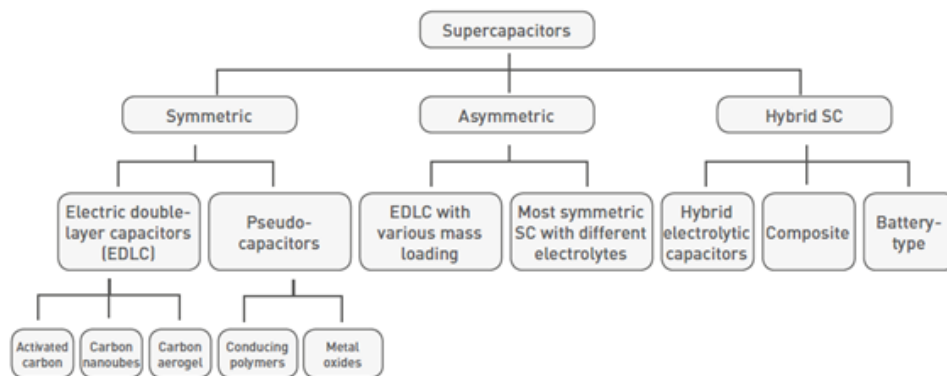 Supercapacitors
Symmetric
Asymmetric
Hybrid SC
Electric double-
layer capacitors
(EDLC)
Pseudo-
capacitors
EDLC with
various mass
loading
Most symmetric
SC with different
electrolytes
Hybrid
electrolytic
capacitors
Composite
Battery-
type
Activated
carbon
Carbon
nanoubes
Carbon
aerogel
Conducing
polymers
Metal
oxides